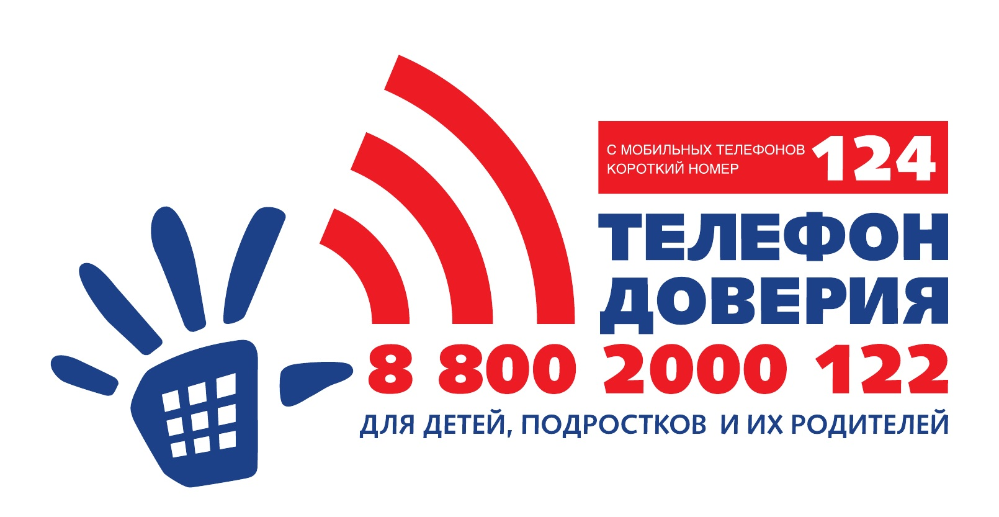 С МОБИЛЬНЫХ ТЕЛЕФОНОВ
КОРОТКИЙ НОМЕР
124
ТЕЛЕФОН
ДОВЕРИЯ
8 800 2000 122
ДЛЯ ДЕТЕЙ, ПОДРОСТКОВ И ИХ РОДИТЕЛЕЙ